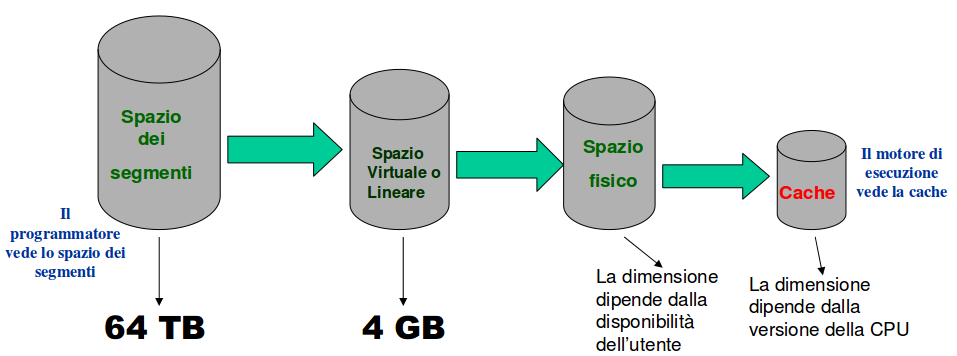 Spazio
dei
segmenti
Il
programmatore
vede lo spazio dei
segmenti
64 TB
Spazio
Virtuale o
Lineare
4 GB
Spazio
fisico
La dimensione
dipende dalla
disponibilità
dell'utente
Cache
Il motore di
esecuzione
vede la cache
La dimensione
dipende dalla
versione della CPU